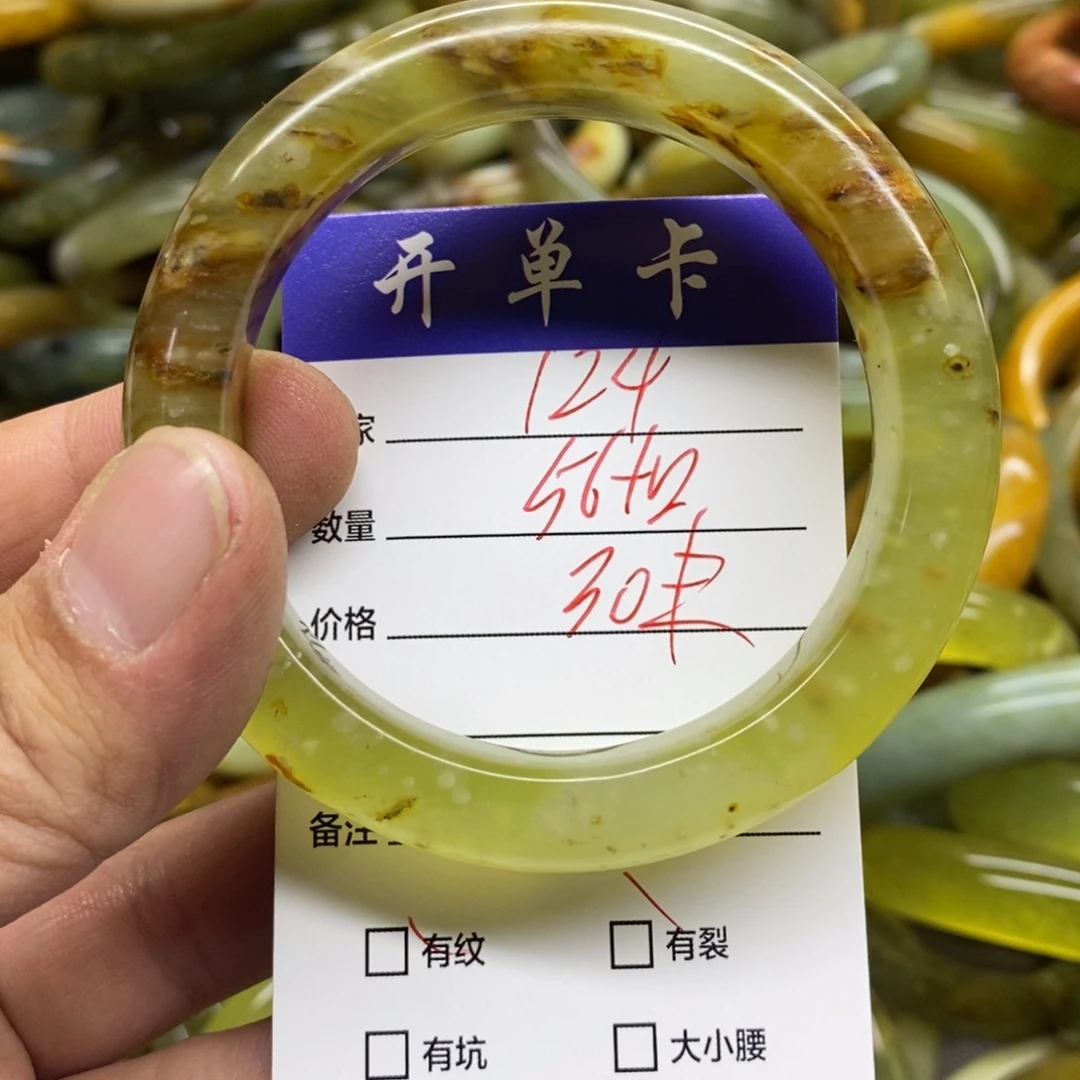 开单卡
家 124
数量 56
价格 30
备注
有纹 有裂
有坑 大小腰